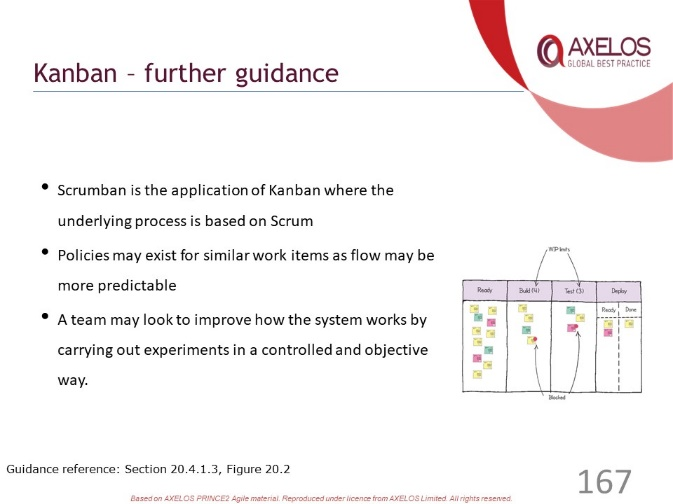 AXELOS
GLOBAL BEST PRACTICE
Kanban – further guidance
• Scrumban is the application of Kanban where the
underlying process is based on Scrum
• Policies may exist for similar work items as flow may be
more predictable
• A team may look to improve how the system works by
carrying out experiments in a controlled and objective
way.
WIP limits
Ready Build (4) Test (3) Deploy
Ready Done
Blocked
Guidance reference: Section 20.4.1.3, Figure 20.2
167
Based on AXELOS PRINCE2 Agile material. Reproduced under licence from AXELOS Limited. All rights reserved.